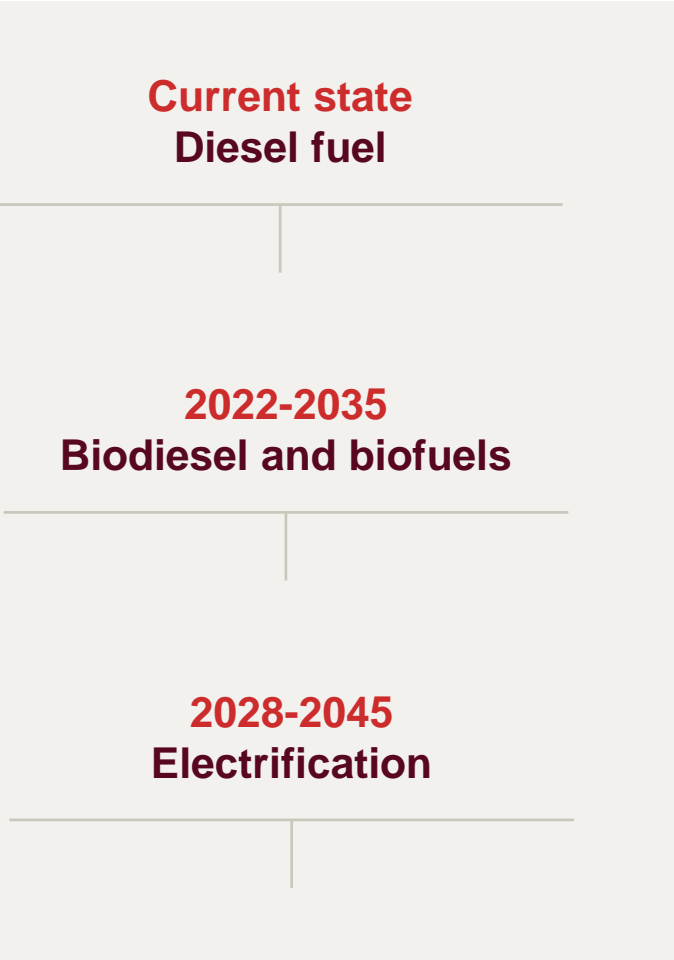 Current state
Diesel fuel
2022-2035
Biodiesel and biofuels
2028-2045
Electrification